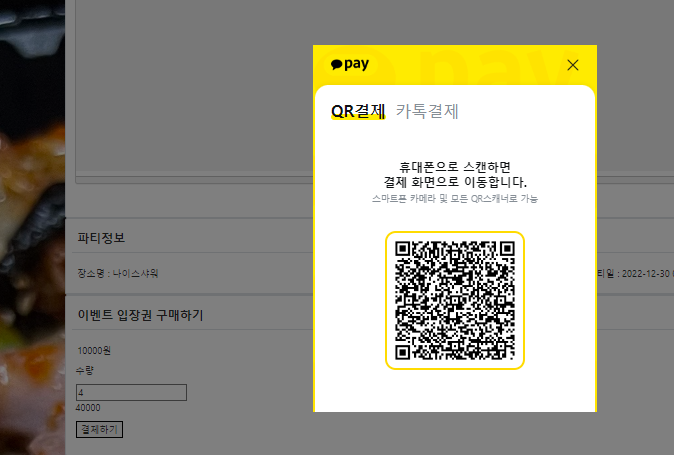 pay
QR결제 카톡결제
휴대폰으로 스캔하면
결제 화면으로 이동합니다.
스마트폰 카메라 및 모든 QR스캐너로 가능
파티정보
장소명 : 나이스샤워
티일 : 2022-12-30
이벤트 입장권 구매하기
10000원
수량
4
40000
결제하기